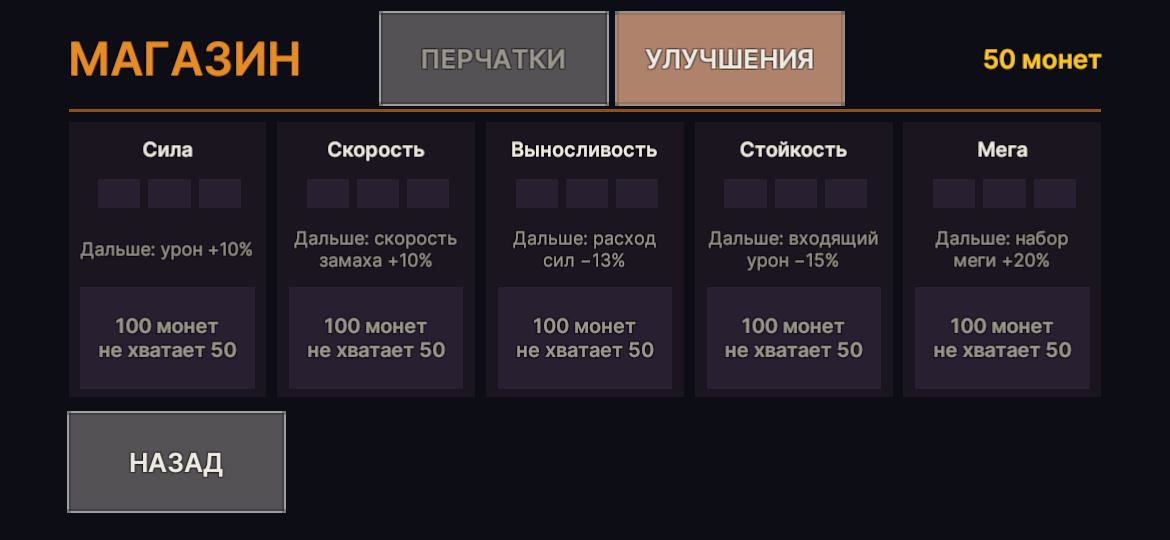 МАГАЗИН
ПЕРЧАТКИ
УЛУЧШЕНИЯ
50 монет
Сила
Дальше: урон +10%
100 монет
не хватает 50
Скорость
Дальше: скорость
замаха +10%
100 монет
не хватает 50
Выносливость
Дальше: расход
сил −13%
100 монет
не хватает 50
Стойкость
Дальше: входящий
урон −15%
100 монет
не хватает 50
Мега
Дальше: набор
меги +20%
100 монет
не хватает 50
НАЗАД